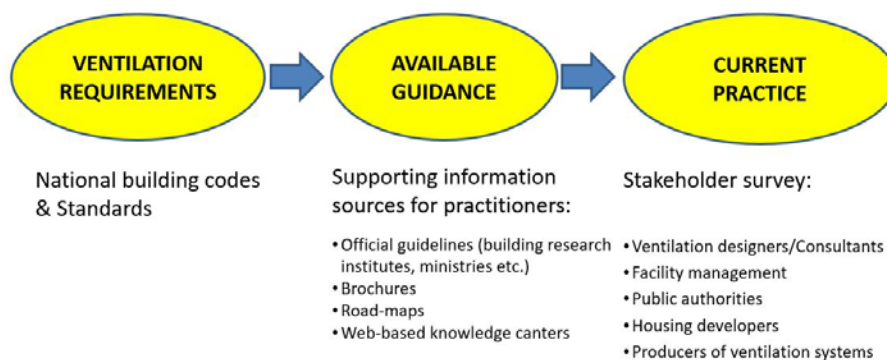 VENTILATION
REQUIREMENTS
AVAILABLE
GUIDANCE
CURRENT
PRACTICE
National building codes
& Standards
Supporting information
sources for practitioners:
• Official guidelines (building research
institutes, ministries etc.)
• Brochures
• Road-maps
• Web-based knowledge canters
Stakeholder survey:
• Ventilation designers/Consultants
• Facility management
• Public authorities
• Housing developers
• Producers of ventilation systems